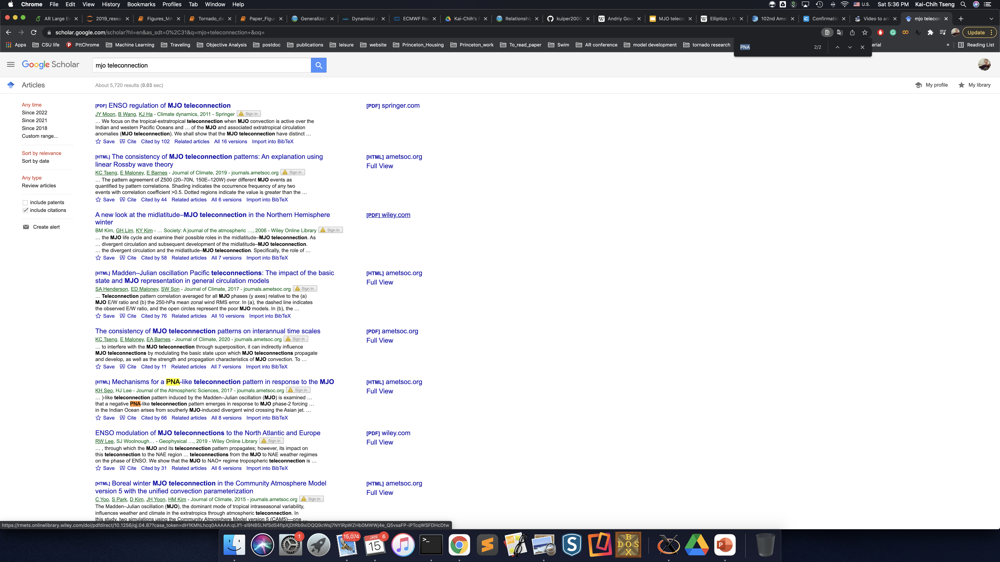 Chrome File Edit View History Bookmarks Profiles Tab Window Help U.S. Sat 5:36 PM Kai-Chih Tseng
AR Large En 2019_resea Figures_MA Tornado_da Paper_Figur Generalized Dynamical a ECMWF Rea Kai-Chih's F Relationship kuiper2000 Andriy Govo MJO telecon Elliptics - W 102nd Amer Confirmatio Video to ani mjo telecon
scholar.google.com/scholar?hl=en&as_sdt=0%2C31&q=mjo+teleconnection+&oq= Update
Apps CSU life PttChrome Machine Learning Traveling Objective Analysis postdoc publications leisure website Princeton_Housing Princeton_work To_read_paper Swim AR conference model development tornado research erial » Reading List
PNA 2/2
Google Scholar mjo teleconnection
Articles About 5,720 results (0.03 sec) My profile My library
Any time
Since 2022
Since 2021
Since 2018
Custom range...
Sort by relevance
Sort by date
Any type
Review articles
include patents
include citations
Create alert
[PDF] ENSO regulation of MJO teleconnection
JY Moon, B Wang, KJ Ha - Climate dynamics, 2011 - Springer Sign in
… We focus on the tropical-extratropical teleconnection when MJO convection is active over the
Indian and western Pacific Oceans and … of the MJO and associated extratropical circulation
anomalies (MJO teleconnection). We shall show that the MJO teleconnection have distinct …
Save Cite Cited by 102 Related articles All 16 versions Import into BibTeX
[PDF] springer.com
[HTML] The consistency of MJO teleconnection patterns: An explanation using
linear Rossby wave theory
KC Tseng, E Maloney, E Barnes - Journal of Climate, 2019 - journals.ametsoc.org Sign in
… The pattern agreement of Z500 (20–70N, 150E–120W) over different MJO events as
quantified by pattern correlations. Shading indicates the occurrence frequency of any two
events with correlation coefficient >0.5. Dotted regions indicate the value is greater than the …
Save Cite Cited by 44 Related articles All 6 versions Import into BibTeX
[HTML] ametsoc.org
Full View
A new look at the midlatitude–MJO teleconnection in the Northern Hemisphere
winter
BM Kim, GH Lim, KY Kim - … Society: A journal of the atmospheric …, 2006 - Wiley Online Library Sign in
… the MJO life cycle and examine their possible roles in the midlatitude–MJO teleconnection. As
… divergent circulation and subsequent development of the midlatitude–MJO teleconnection.
… the divergent circulation and the midlatitude–MJO teleconnection. Specifically, the role of …
Save Cite Cited by 58 Related articles All 7 versions Import into BibTeX
[PDF] wiley.com
[HTML] Madden–Julian oscillation Pacific teleconnections: The impact of the basic
state and MJO representation in general circulation models
SA Henderson, ED Maloney, SW Son - Journal of Climate, 2017 - journals.ametsoc.org Sign in
… Teleconnection pattern correlation averaged for all MJO phases (y axes) relative to the (a)
MJO E/W ratio and (b) the 250-hPa mean zonal wind RMS error. In (a), the dashed line indicates
the observed E/W ratio, and the open circles represent the poor MJO models. In (b), the …
Save Cite Cited by 76 Related articles All 10 versions Import into BibTeX
[HTML] ametsoc.org
Full View
The consistency of MJO teleconnection patterns on interannual time scales
KC Tseng, E Maloney, EA Barnes - Journal of Climate, 2020 - journals.ametsoc.org Sign in
… to interfere with the MJO teleconnection through superposition, it can indirectly influence
MJO teleconnections by modulating the basic state upon which MJO teleconnections propagate
and develop, as well as the strength and propagation characteristics of MJO convection. To …
Save Cite Cited by 11 Related articles All 7 versions Import into BibTeX
[PDF] ametsoc.org
Full View
[HTML] Mechanisms for a PNA-like teleconnection pattern in response to the MJO
KH Seo, HJ Lee - Journal of the Atmospheric Sciences, 2017 - journals.ametsoc.org Sign in
… )-like teleconnection pattern induced by the Madden–Julian oscillation (MJO) is examined …
that a negative PNA-like teleconnection pattern emerges in response to MJO phase-2 forcing …
in the Indian Ocean arises from southerly MJO-induced divergent wind crossing the Asian jet. …
Save Cite Cited by 66 Related articles All 8 versions Import into BibTeX
[HTML] ametsoc.org
Full View
ENSO modulation of MJO teleconnections to the North Atlantic and Europe
RW Lee, SJ Woolnough… - Geophysical …, 2019 - Wiley Online Library Sign in
… , through which the MJO and its teleconnection pattern propagates; however, its impact on
this teleconnection to the NAE region … teleconnections from the MJO to NAE weather regimes
on the phase of ENSO. We show that the MJO to NAO+ regime tropospheric teleconnection is …
Save Cite Cited by 31 Related articles All 6 versions Import into BibTeX
[PDF] wiley.com
Full View
[HTML] Boreal winter MJO teleconnection in the Community Atmosphere Model
version 5 with the unified convection parameterization
C Yoo, S Park, D Kim, JH Yoon, HM Kim - Journal of Climate, 2015 - journals.ametsoc.org Sign in
The Madden–Julian oscillation (MJO), the dominant mode of tropical intraseasonal variability,
influences weather and climate in the extratropics through atmospheric teleconnection. In
this study, two simulations using the Community Atmosphere Model version 5 (CAM5)—one …
[HTML] ametsoc.org
Full View
1 15,074 JAN 15 6 >_ pdf S BOS DOS X P